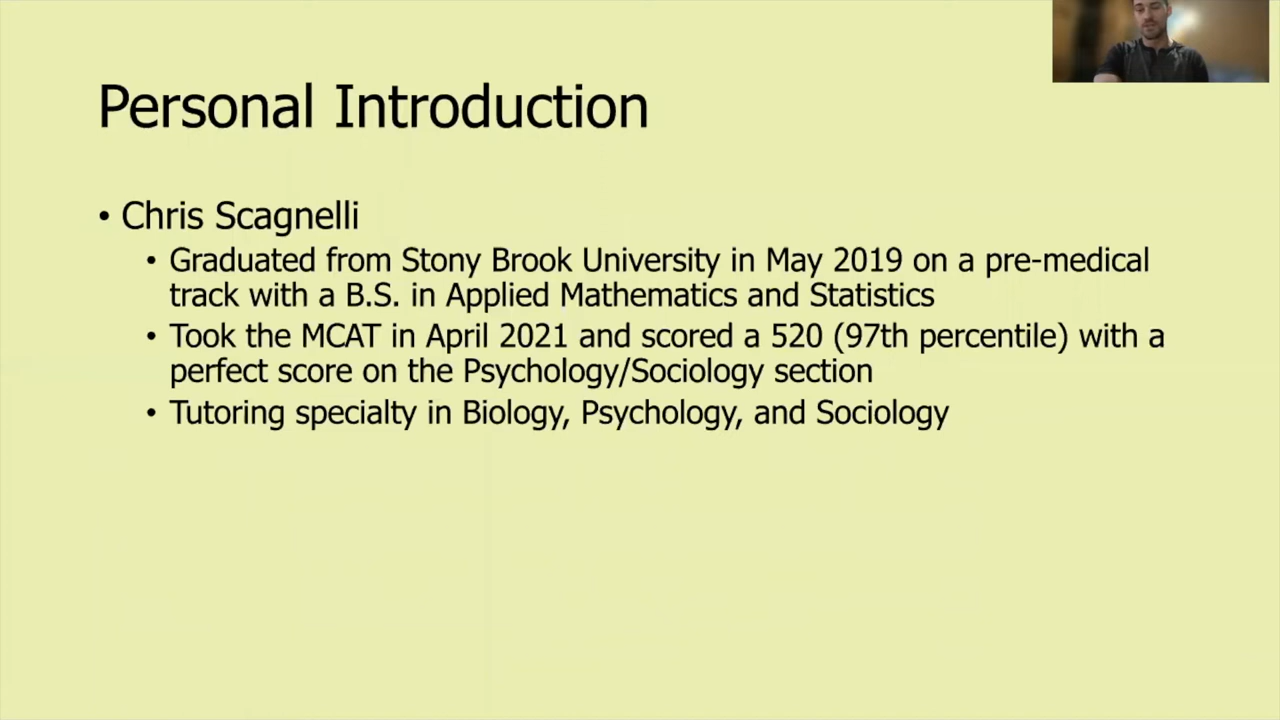 Personal Introduction
• Chris Scagnelli
• Graduated from Stony Brook University in May 2019 on a pre-medical
track with a B.S. in Applied Mathematics and Statistics
• Took the MCAT in April 2021 and scored a 520 (97th percentile) with a
perfect score on the Psychology/Sociology section
• Tutoring specialty in Biology, Psychology, and Sociology